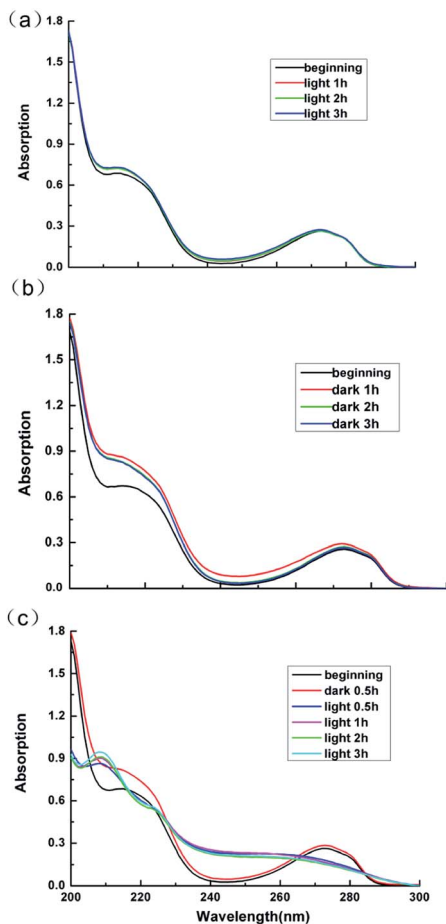 (a)
1.8
1.5
1.2
0.9
0.6
0.3
0.0
Absorption
beginning
light 1h
light 2h
light 3h
(b)
1.8
1.5
1.2
0.9
0.6
0.3
0.0
Absorption
beginning
dark 1h
dark 2h
dark 3h
(c)
1.8
1.5
1.2
0.9
0.6
0.3
0.0
Absorption
beginning
dark 0.5h
light 0.5h
light 1h
light 2h
light 3h
200 220 240 260 280 300
Wavelength(nm)